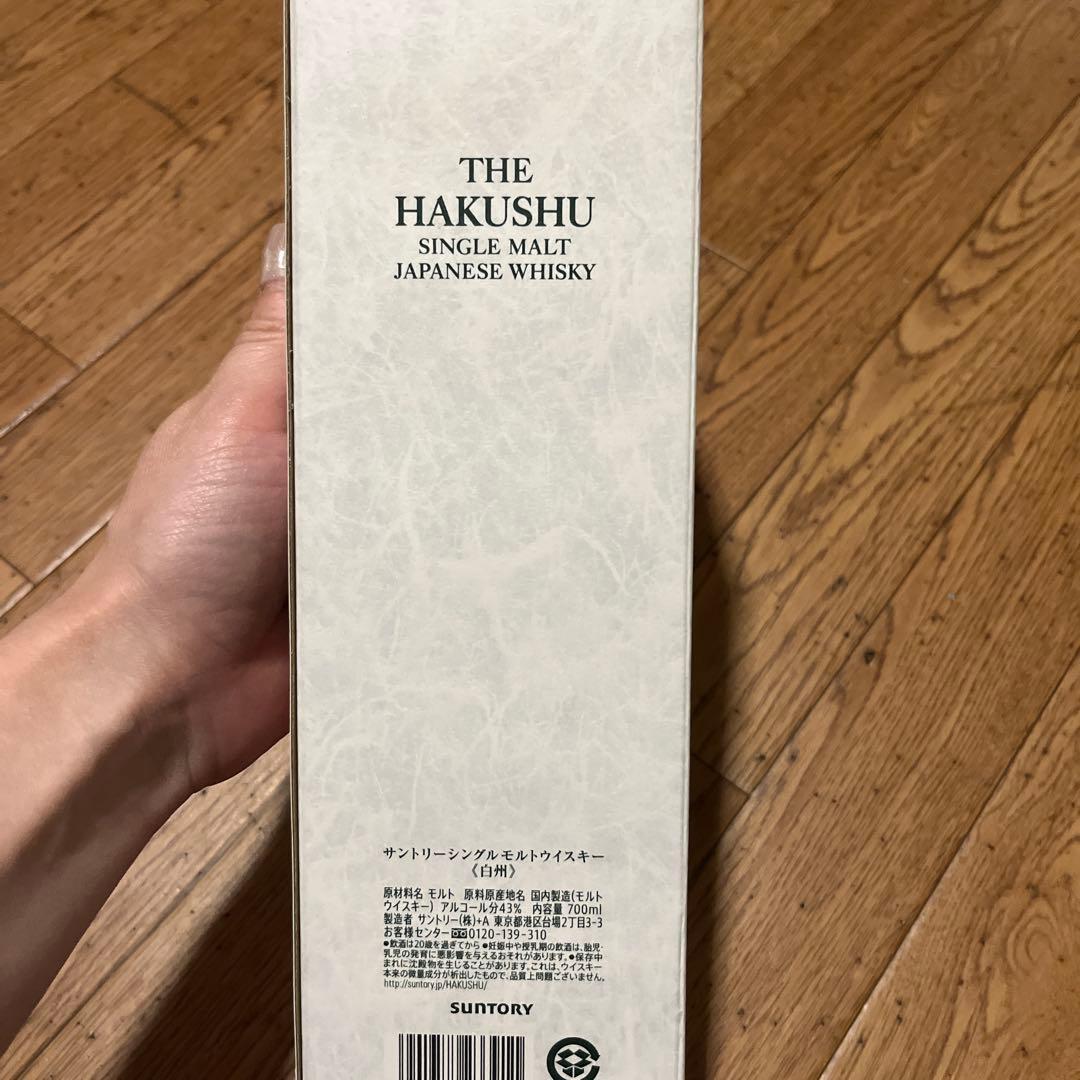 THE
HAKUSHU
SINGLE MALT
JAPANESE WHISKY
サントリーシングルモルトウイスキー
《白州》
原材料名 モルト 原料原産地名 国内製造(モルト
ウイスキー) アルコール分43% 内容量 700ml
製造者 サントリー(株)+A 東京都港区台場2丁目3-3
お客様センター 0120-139-310
●飲酒は20歳を過ぎてから ●妊娠中や授乳期の飲酒は、胎児・
乳児の発育に悪影響を与えるおそれがあります。●保存中
まれに沈殿物を生じることがあります。これは、ウイスキー
本来の微量成分が析出したもので、品質上問題ございません。
http://suntory.jp/HAKUSHU/
SUNTORY